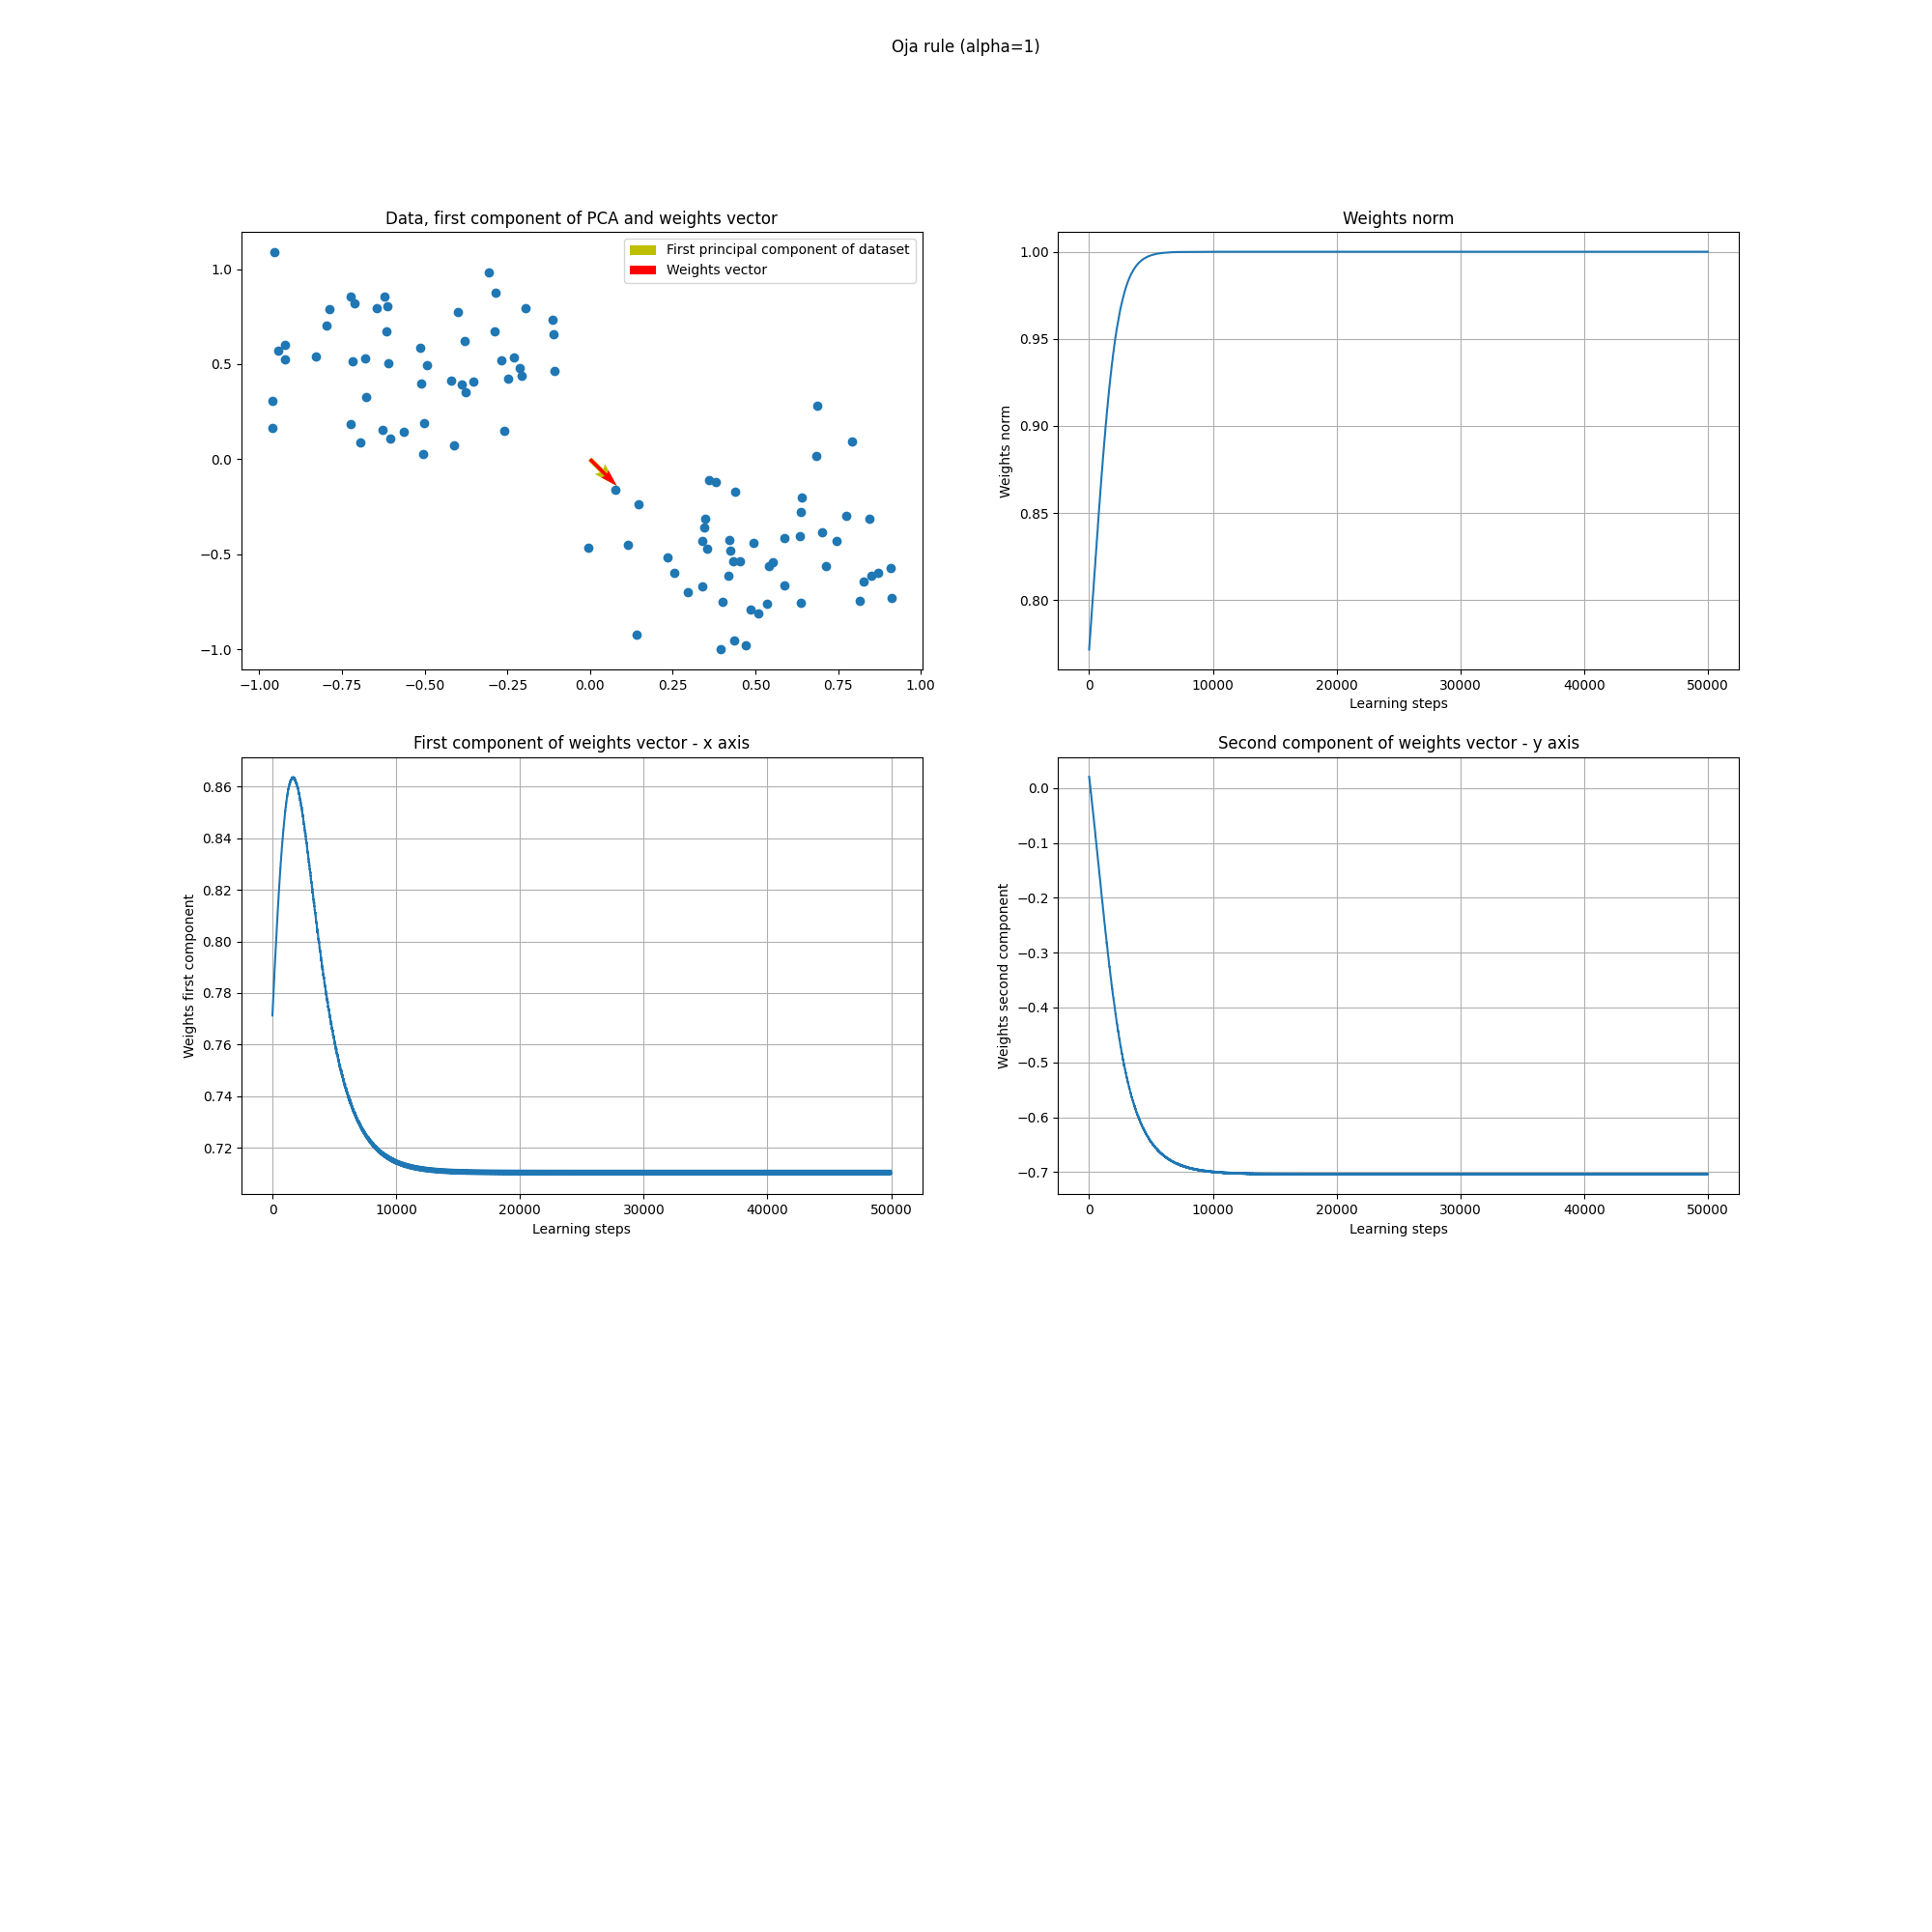 Oja rule (alpha=1)
Data, first component of PCA and weights vector
First principal component of dataset
Weights vector
1.0
0.5
0.0
−0.5
−1.0
−1.00 −0.75 −0.50 −0.25 0.00 0.25 0.50 0.75 1.00
Weights norm
Weights norm
1.00
0.95
0.90
0.85
0.80
0 10000 20000 30000 40000 50000
Learning steps
First component of weights vector - x axis
Weights first component
0.86
0.84
0.82
0.80
0.78
0.76
0.74
0.72
0 10000 20000 30000 40000 50000
Learning steps
Second component of weights vector - y axis
Weights second component
0.0
−0.1
−0.2
−0.3
−0.4
−0.5
−0.6
−0.7
0 10000 20000 30000 40000 50000
Learning steps